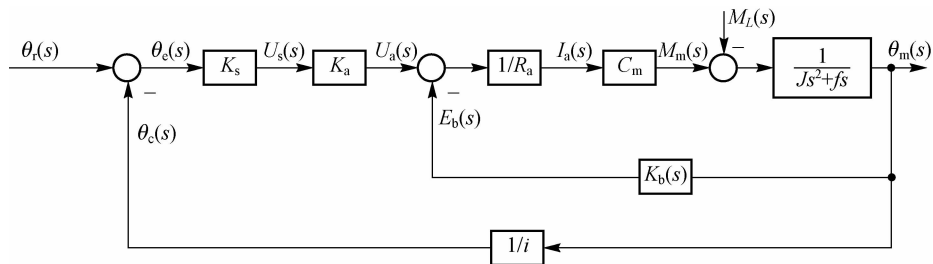 θr(s)
θe(s)
Ks
Us(s)
Ka
Ua(s)
1/Ra
Ia(s)
Cm
Mm(s)
ML(s)
−
1
Js²+fs
θm(s)
−
θc(s)
−
Eb(s)
Kb(s)
1/i